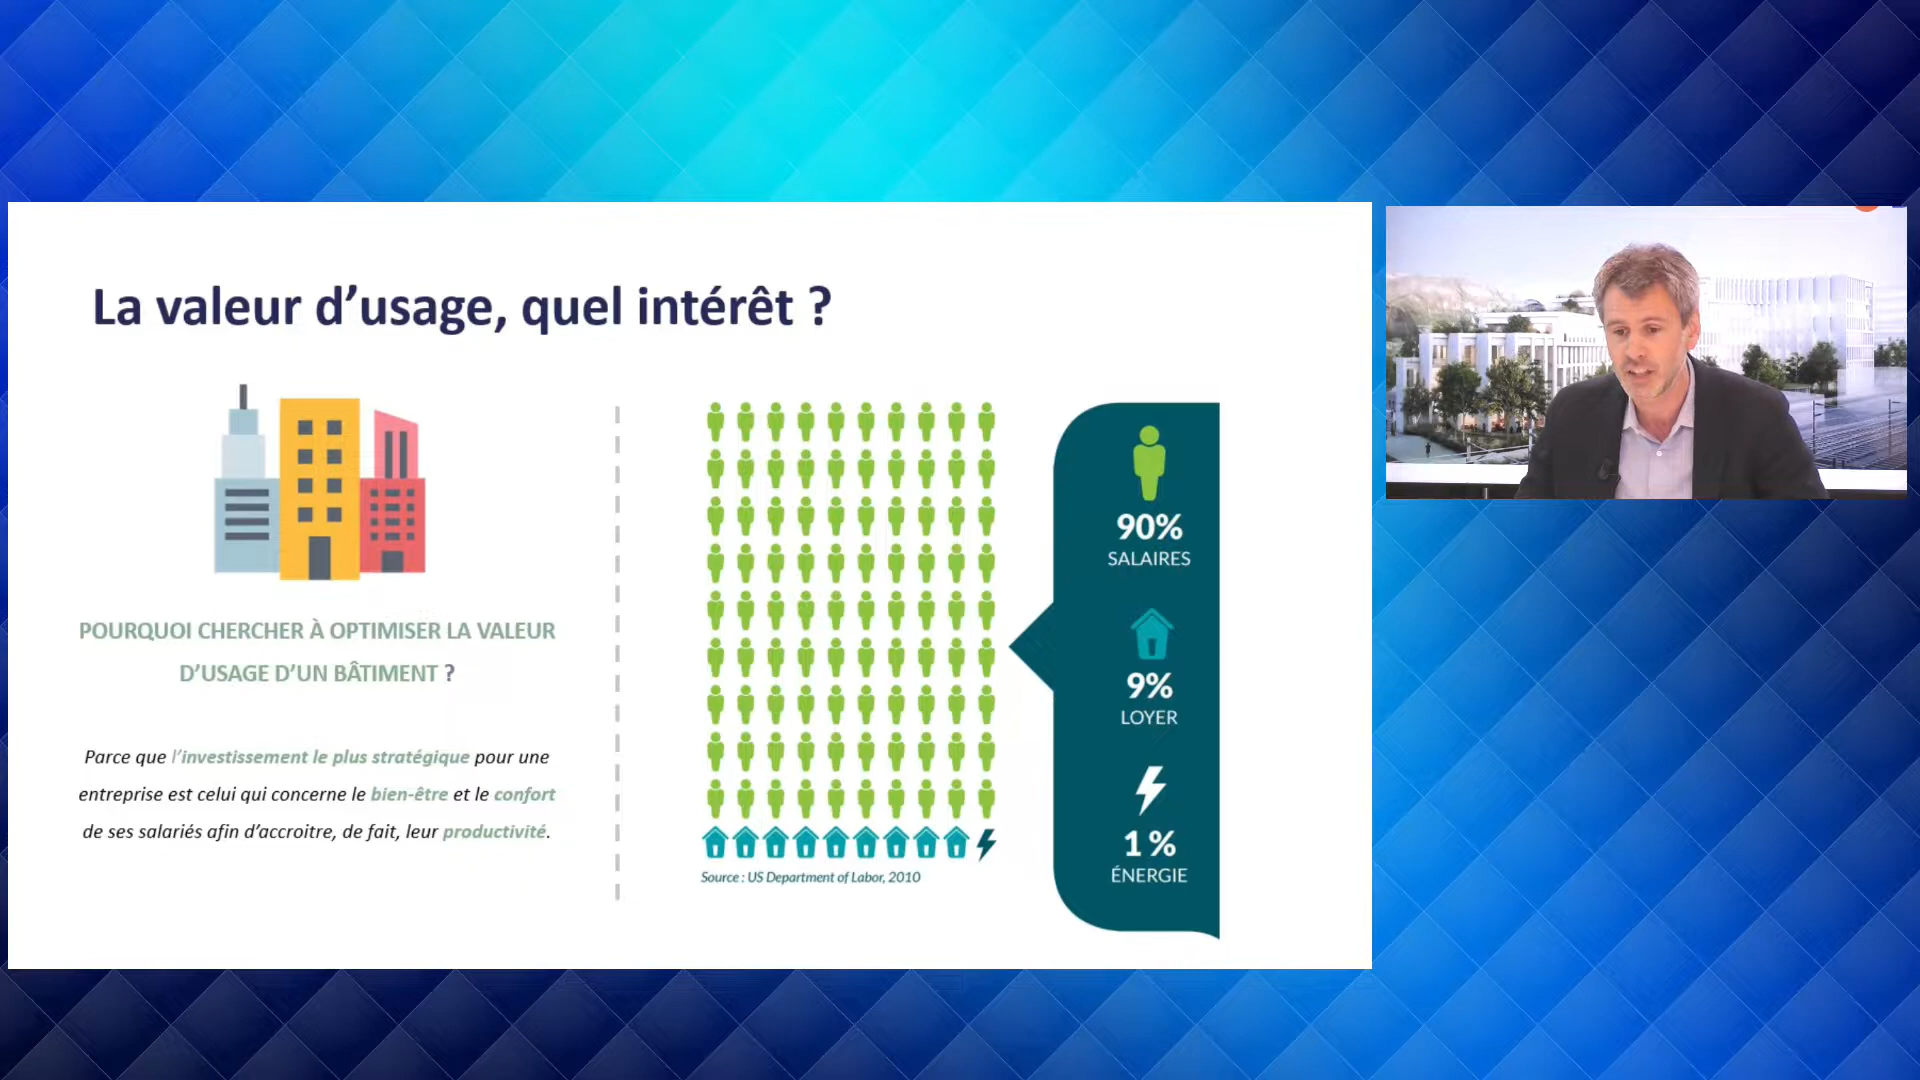 La valeur d’usage, quel intérêt ?
POURQUOI CHERCHER À OPTIMISER LA VALEUR
D’USAGE D’UN BÂTIMENT ?
Parce que l’investissement le plus stratégique pour une
entreprise est celui qui concerne le bien-être et le confort
de ses salariés afin d’accroitre, de fait, leur productivité.
Source : US Department of Labor, 2010
90%
SALAIRES
9%
LOYER
1 %
ÉNERGIE